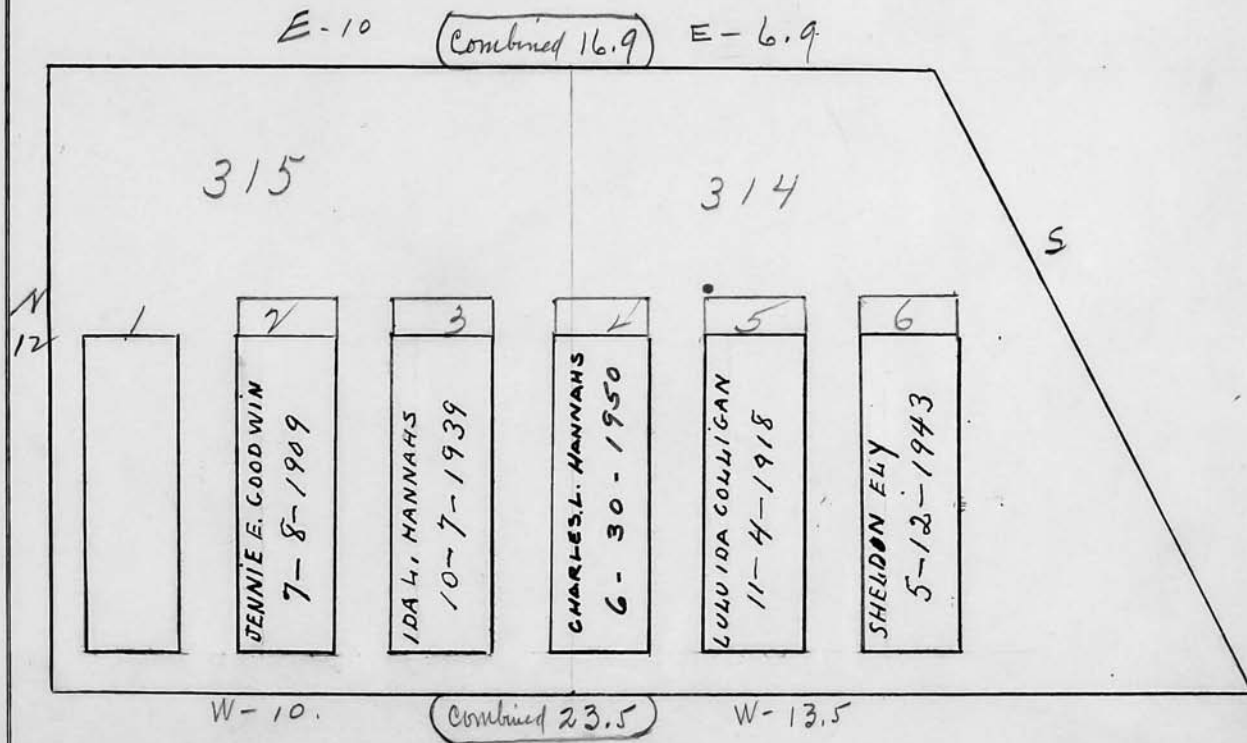 E-10 Combined 16.9 E-6.9
315 314
S
N
12
1 2 3 4 5 6
JENNIE E. GOODWIN
7-8-1909
IDA L. HANNAHS
10-7-1939
CHARLES.L. HANNAHS
6-30-1950
LULU IDA COLLIGAN
11-4-1918
SHELDON ELY
5-12-1943
W-10. Combined 23.5 W-13.5